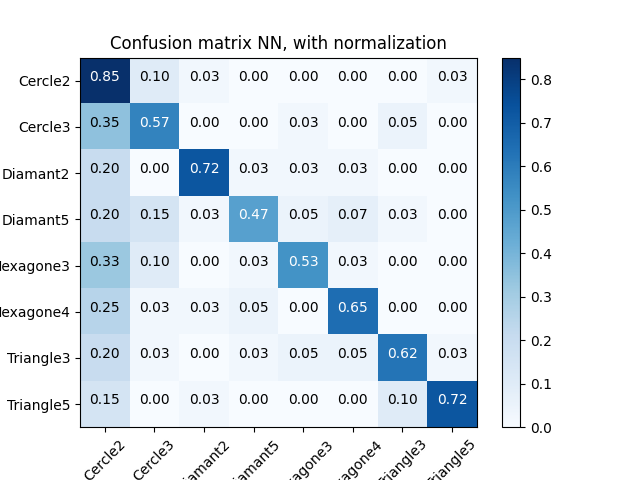 Confusion matrix NN, with normalization
Cercle2 0.85 0.10 0.03 0.00 0.00 0.00 0.00 0.03
Cercle3 0.35 0.57 0.00 0.00 0.03 0.00 0.05 0.00
Diamant2 0.20 0.00 0.72 0.03 0.03 0.03 0.00 0.00
Diamant5 0.20 0.15 0.03 0.47 0.05 0.07 0.03 0.00
exagone3 0.33 0.10 0.00 0.03 0.53 0.03 0.00 0.00
exagone4 0.25 0.03 0.03 0.05 0.00 0.65 0.00 0.00
Triangle3 0.20 0.03 0.00 0.03 0.05 0.05 0.62 0.03
Triangle5 0.15 0.00 0.03 0.00 0.00 0.00 0.10 0.72
Cercle2 Cercle3 iamant2 iamant5 agone3 agone4 riangle3 riangle5
0.8
0.7
0.6
0.5
0.4
0.3
0.2
0.1
0.0